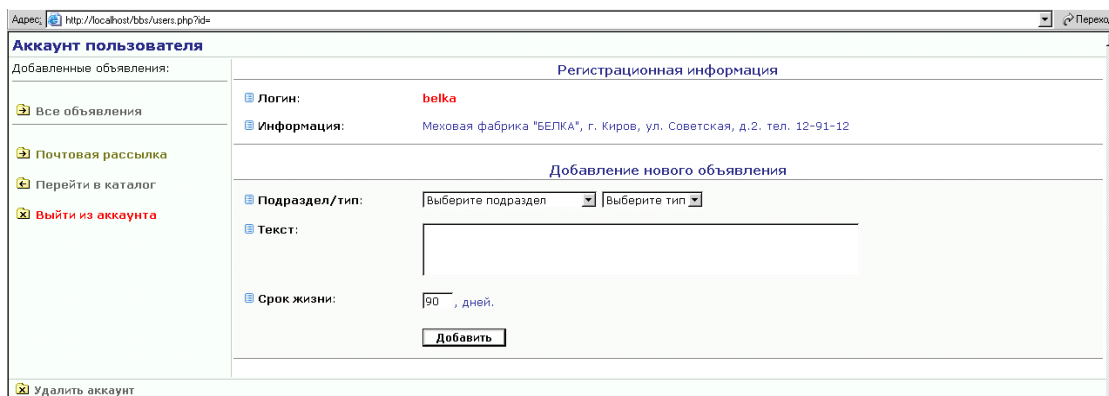 Адрес: http://localhost/bbs/users.php?id=
Аккаунт пользователя
Добавленные объявления:
Все объявления
Почтовая рассылка
Перейти в каталог
Выйти из аккаунта
Регистрационная информация
Логин: belka
Информация: Меховая фабрика "БЕЛКА", г. Киров, ул. Советская, д.2. тел. 12-91-12
Добавление нового объявления
Подраздел/тип: Выберите подраздел Выберите тип
Текст:
Срок жизни: 90 , дней.
Добавить
Удалить аккаунт